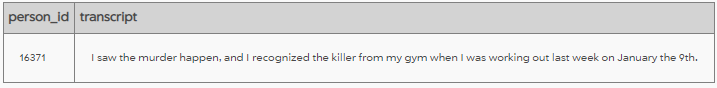 person_id transcript
16371 I saw the murder happen, and I recognized the killer from my gym when I was working out last week on January the 9th.